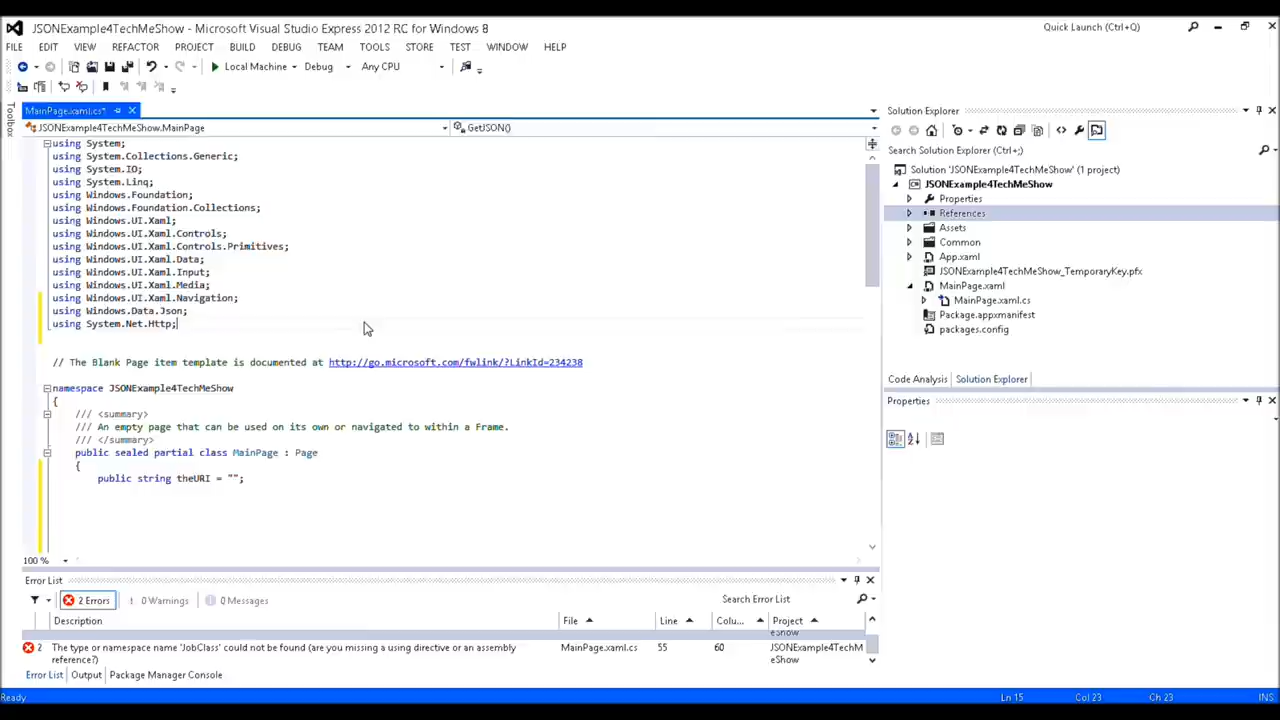 JSONExample4TechMeShow - Microsoft Visual Studio Express 2012 RC for Windows 8
Quick Launch (Ctrl+Q)
FILE EDIT VIEW REFACTOR PROJECT BUILD DEBUG TEAM TOOLS STORE TEST WINDOW HELP
Local Machine Debug Any CPU
Toolbox
MainPage.xaml.cs*
JSONExample4TechMeShow.MainPage
GetJSON()
using System;
using System.Collections.Generic;
using System.IO;
using System.Linq;
using Windows.Foundation;
using Windows.Foundation.Collections;
using Windows.UI.Xaml;
using Windows.UI.Xaml.Controls;
using Windows.UI.Xaml.Controls.Primitives;
using Windows.UI.Xaml.Data;
using Windows.UI.Xaml.Input;
using Windows.UI.Xaml.Media;
using Windows.UI.Xaml.Navigation;
using Windows.Data.Json;
using System.Net.Http;
// The Blank Page item template is documented at http://go.microsoft.com/fwlink/?LinkId=234238
namespace JSONExample4TechMeShow
{
/// <summary>
/// An empty page that can be used on its own or navigated to within a Frame.
/// </summary>
public sealed partial class MainPage : Page
{
public string theURI = "";
100 %
Solution Explorer
Search Solution Explorer (Ctrl+;)
Solution 'JSONExample4TechMeShow' (1 project)
JSONExample4TechMeShow
Properties
References
Assets
Common
App.xaml
JSONExample4TechMeShow_TemporaryKey.pfx
MainPage.xaml
MainPage.xaml.cs
Package.appxmanifest
packages.config
Code Analysis Solution Explorer
Properties
Error List
2 Errors 0 Warnings 0 Messages
Search Error List
Description File Line Colu... Project
eShow
2 The type or namespace name 'JobClass' could not be found (are you missing a using directive or an assembly reference?) MainPage.xaml.cs 55 60 JSONExample4TechM
eShow
Error List Output Package Manager Console
Ready
Ln 15 Col 23 Ch 23 INS